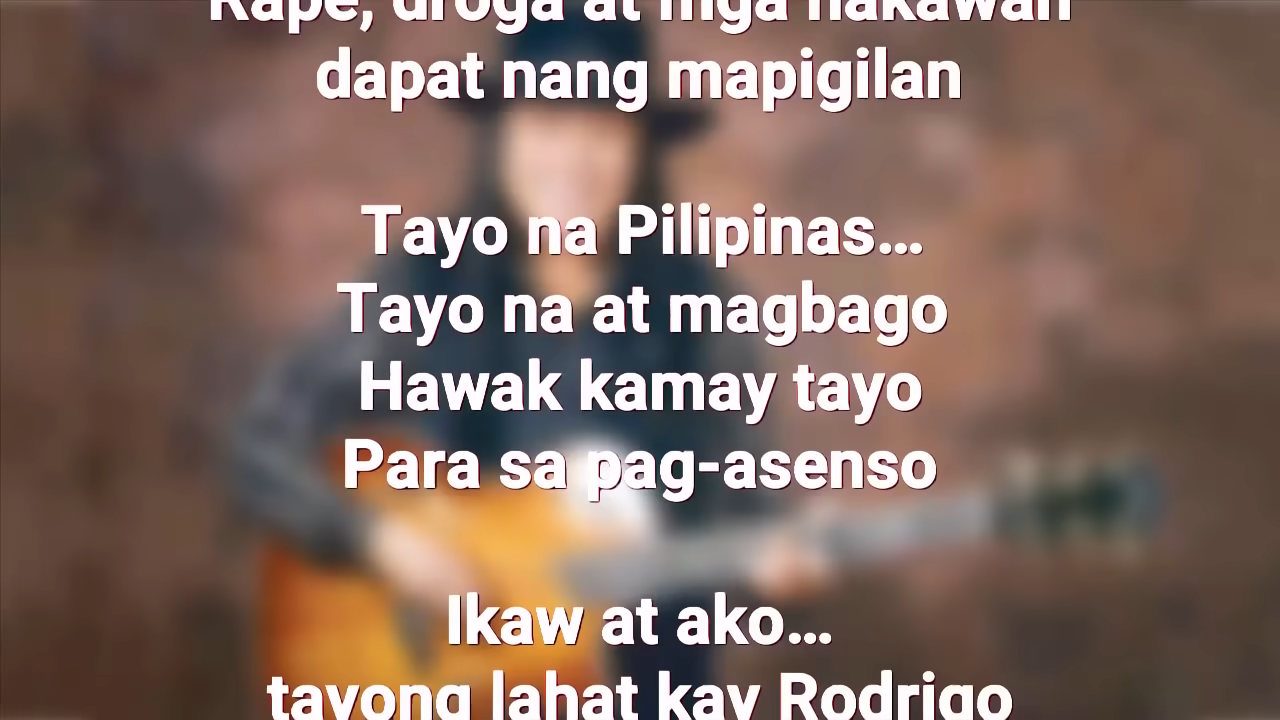 Rape, droga at mga nakawan
dapat nang mapigilan
Tayo na Pilipinas...
Tayo na at magbago
Hawak kamay tayo
Para sa pag-asenso
Ikaw at ako...
tayong lahat kay Rodrigo